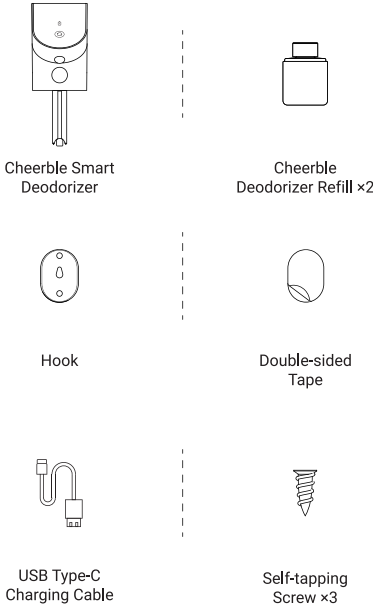 Cheerble Smart
Deodorizer
Cheerble
Deodorizer Refill ×2
Hook
Double-sided
Tape
USB Type-C
Charging Cable
Self-tapping
Screw ×3